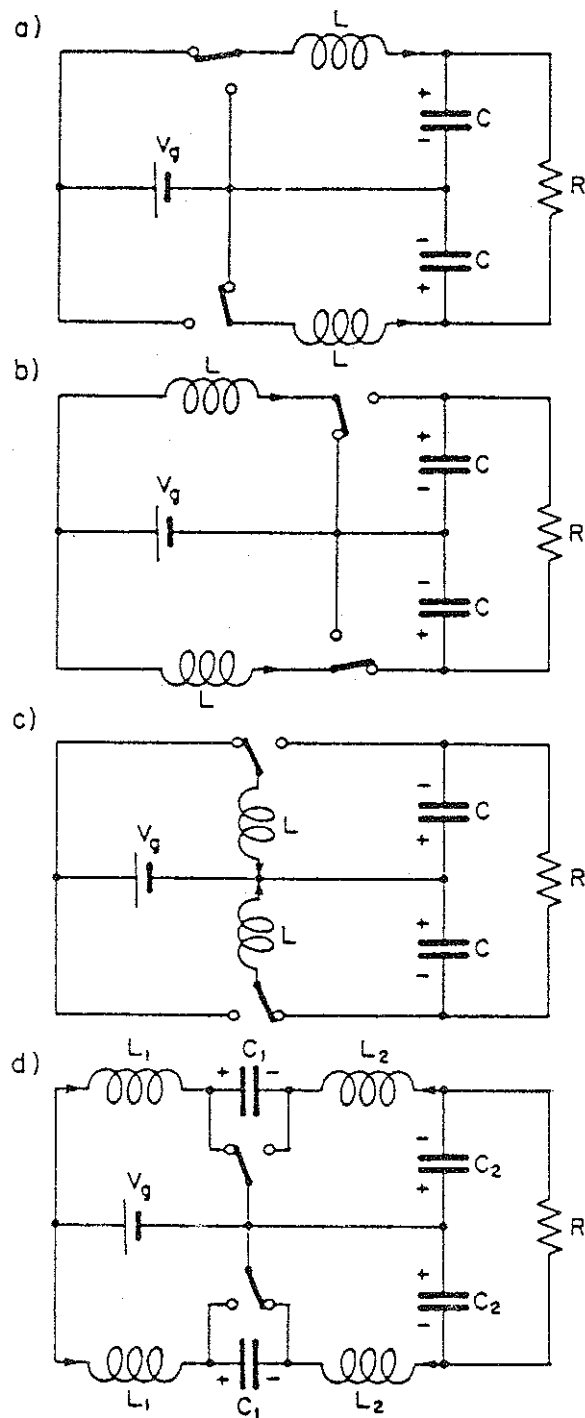 a)
L
+
C
-
Vg
R
-
C
+
L
b)
L
+
C
-
Vg
R
-
C
+
L
c)
-
C
L
+
Vg
R
+
L
C
-
d)
L1
C1
L2
+ -
-
C2
Vg
+
R
+
C2
-
+ -
L1
C1
L2